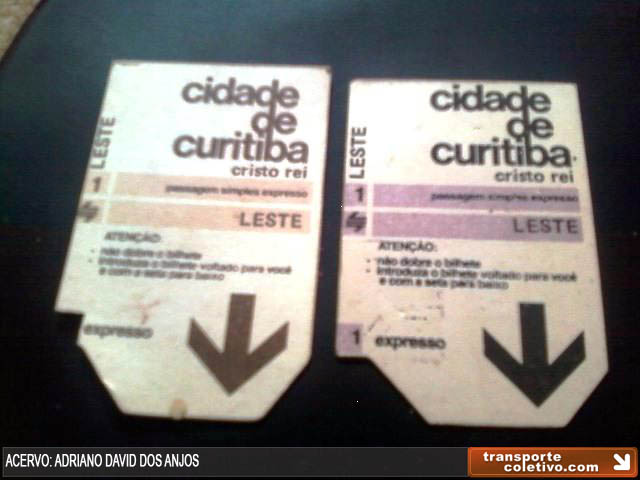 cidade
de
curitiba
cristo rei
LESTE
1
passagem simples expresso
LESTE
ATENÇÃO:
- não dobre o bilhete
- introduza o bilhete voltado para você
e com a seta para baixo
expresso
cidade
de
curitiba
cristo rei
LESTE
1
passagem simples expresso
LESTE
ATENÇÃO:
- não dobre o bilhete
- introduza o bilhete voltado para você
e com a seta para baixo
1 expresso
ACERVO: ADRIANO DAVID DOS ANJOS
transporte
coletivo.com